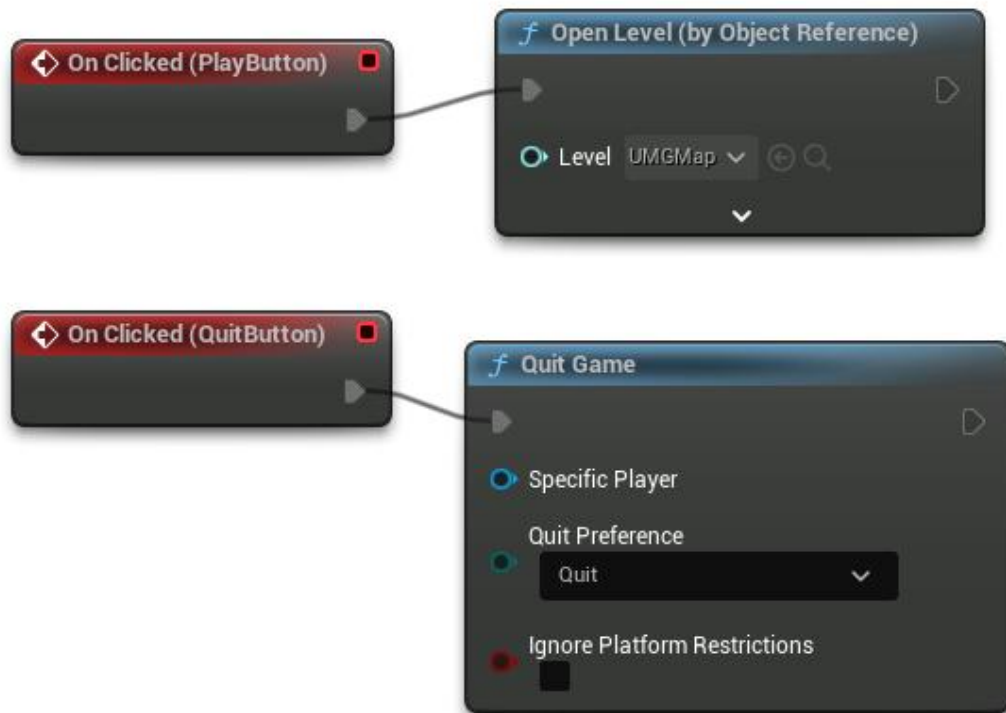 On Clicked (PlayButton)
f Open Level (by Object Reference)
Level UMGMap
On Clicked (QuitButton)
f Quit Game
Specific Player
Quit Preference
Quit
Ignore Platform Restrictions